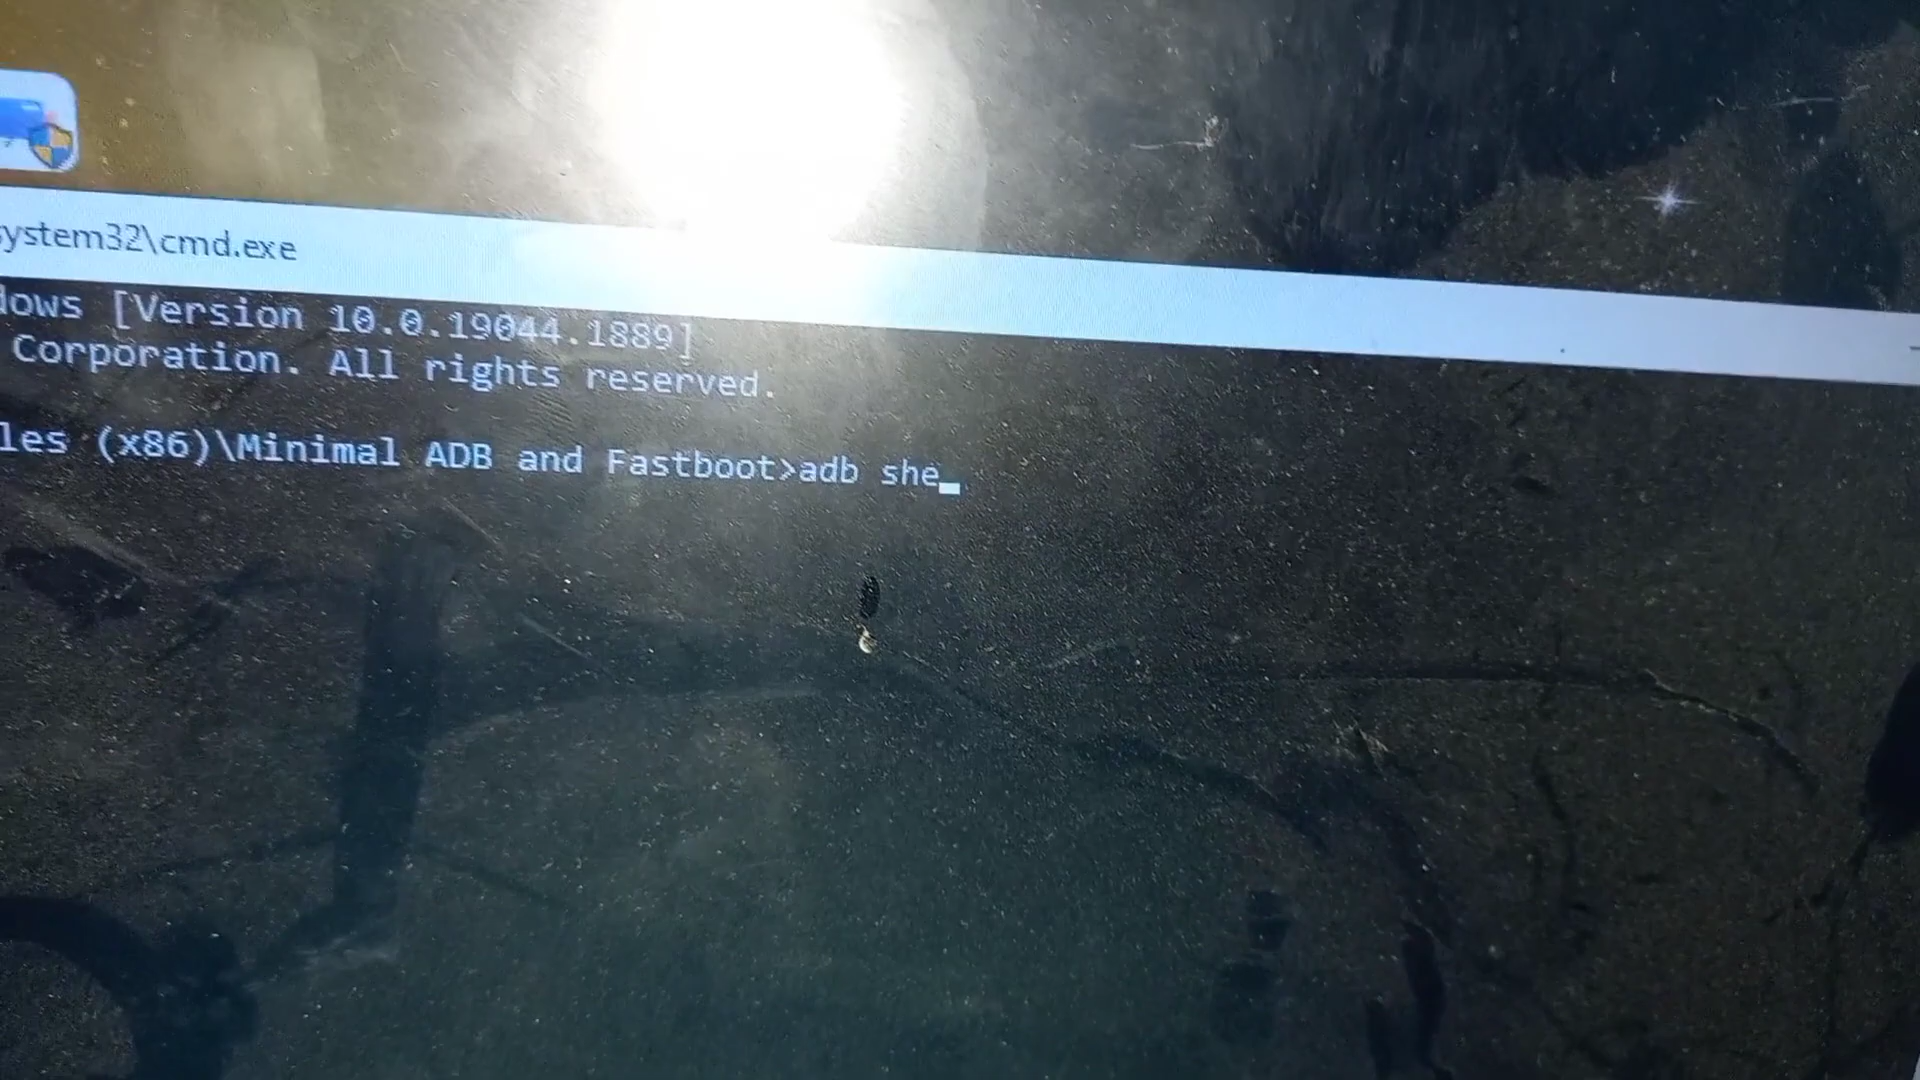 system32\cmd.exe
dows [Version 10.0.19044.1889]
Corporation. All rights reserved.
les (x86)\Minimal ADB and Fastboot>adb she